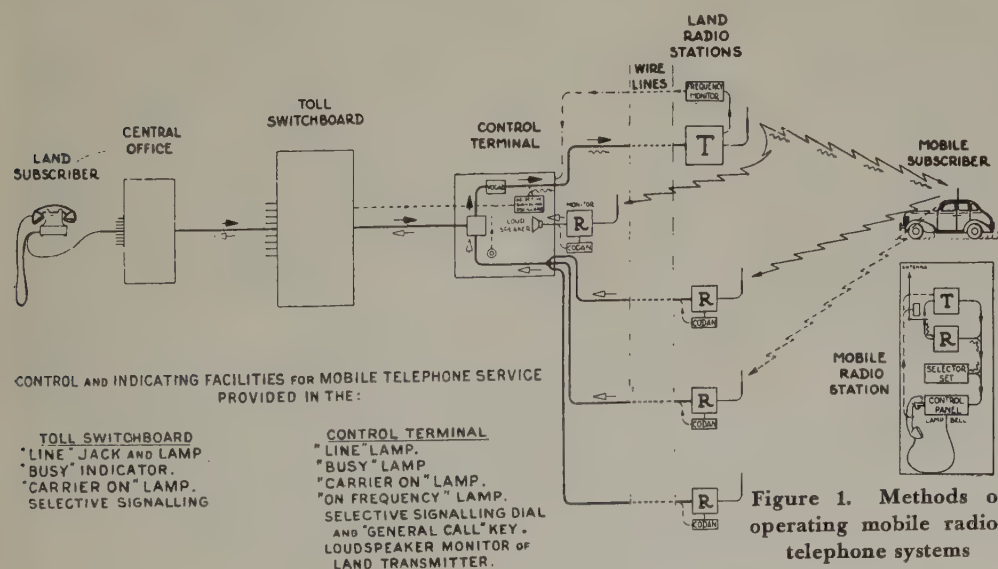 LAND
RADIO
STATIONS
WIRE
LINES
FREQUENCY
MONITOR
TOLL
SWITCHBOARD
CENTRAL
OFFICE
CONTROL
TERMINAL
LAND
SUBSCRIBER
MOBILE
SUBSCRIBER
T
VOGAD
LOUD
SPEAKER
MONITOR
R
CODAN
R
CODAN
R
CODAN
R
CODAN
ANTENNA
T
R
SELECTOR
SET
CONTROL
PANEL
LAMP BELL
MOBILE
RADIO
STATION
CONTROL AND INDICATING FACILITIES FOR MOBILE TELEPHONE SERVICE
PROVIDED IN THE:
TOLL SWITCHBOARD
"LINE" JACK AND LAMP
"BUSY" INDICATOR.
"CARRIER ON" LAMP.
SELECTIVE SIGNALLING
CONTROL TERMINAL
"LINE" LAMP.
"BUSY" LAMP
"CARRIER ON" LAMP.
"ON FREQUENCY" LAMP.
SELECTIVE SIGNALLING DIAL
AND "GENERAL CALL" KEY.
LOUDSPEAKER MONITOR OF
LAND TRANSMITTER.
Figure 1. Methods o
operating mobile radio
telephone systems